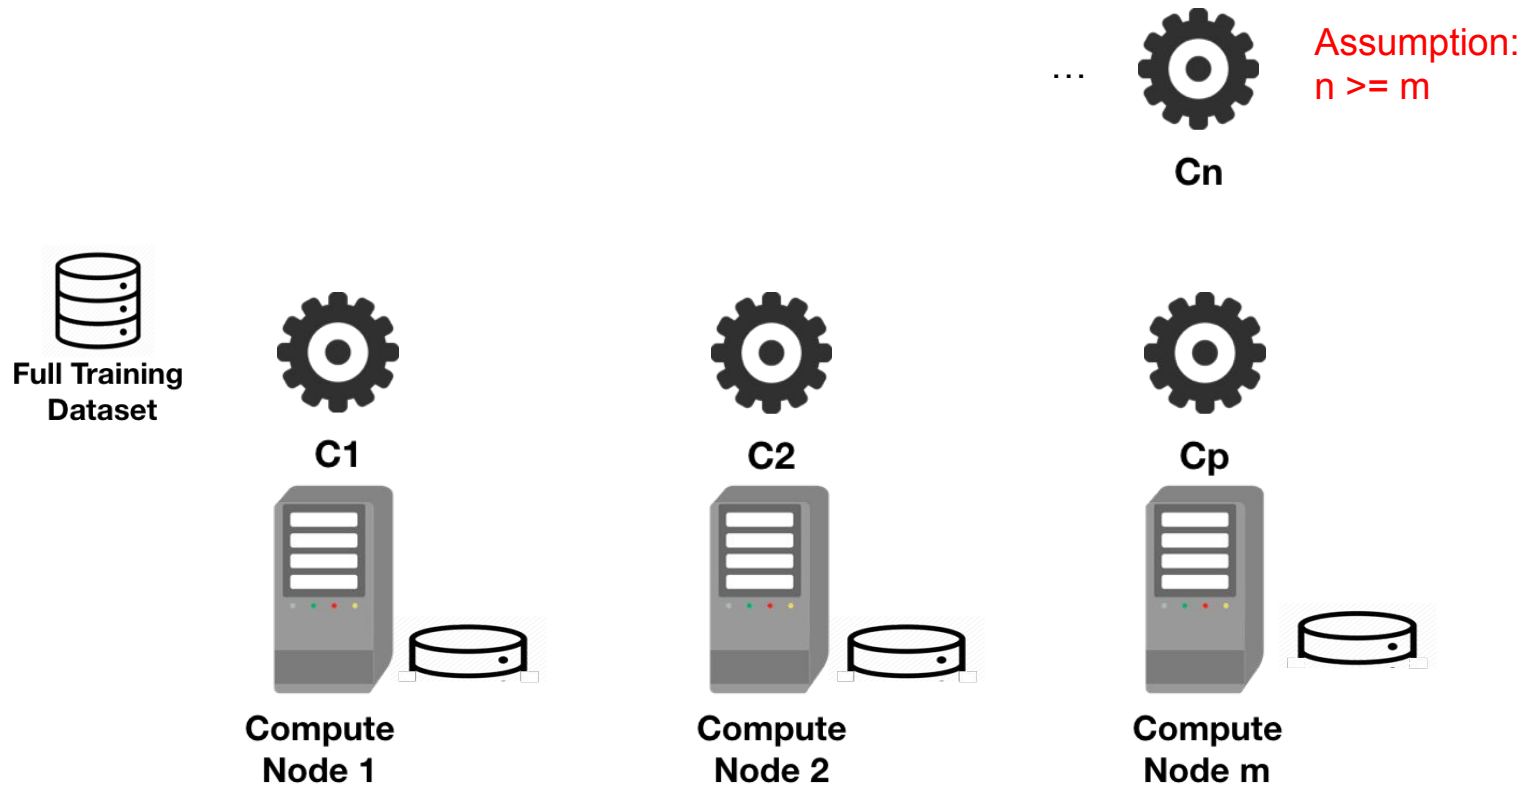 ...
Assumption:
n >= m
Cn
Full Training
Dataset
C1
C2
Cp
Compute
Node 1
Compute
Node 2
Compute
Node m